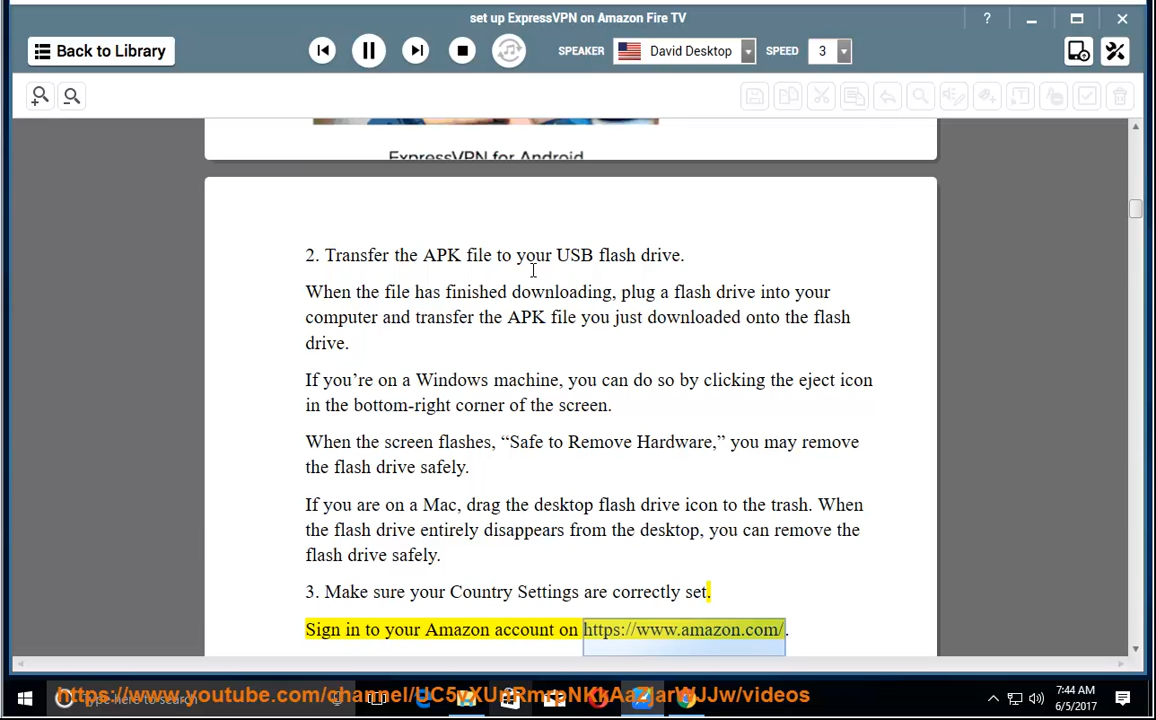 set up ExpressVPN on Amazon Fire TV
?
Back to Library
SPEAKER
David Desktop
SPEED
3
ExpressVPN for Android
2. Transfer the APK file to your USB flash drive.
When the file has finished downloading, plug a flash drive into your
computer and transfer the APK file you just downloaded onto the flash
drive.
If you’re on a Windows machine, you can do so by clicking the eject icon
in the bottom-right corner of the screen.
When the screen flashes, “Safe to Remove Hardware,” you may remove
the flash drive safely.
If you are on a Mac, drag the desktop flash drive icon to the trash. When
the flash drive entirely disappears from the desktop, you can remove the
flash drive safely.
3. Make sure your Country Settings are correctly set.
Sign in to your Amazon account on https://www.amazon.com/.
7:44 AM
6/5/2017